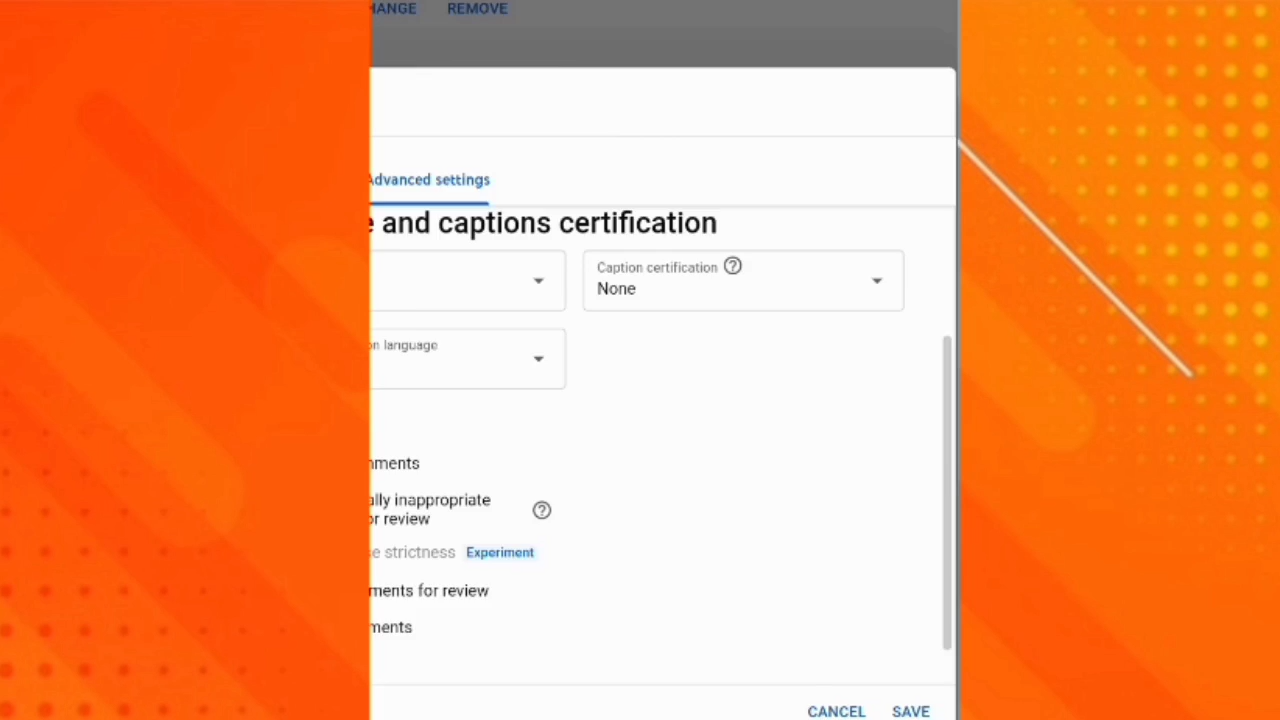 HANGE REMOVE
Advanced settings
e and captions certification
Caption certification
None
on language
nments
ally inappropriate
or review
e strictness Experiment
ments for review
ments
CANCEL SAVE